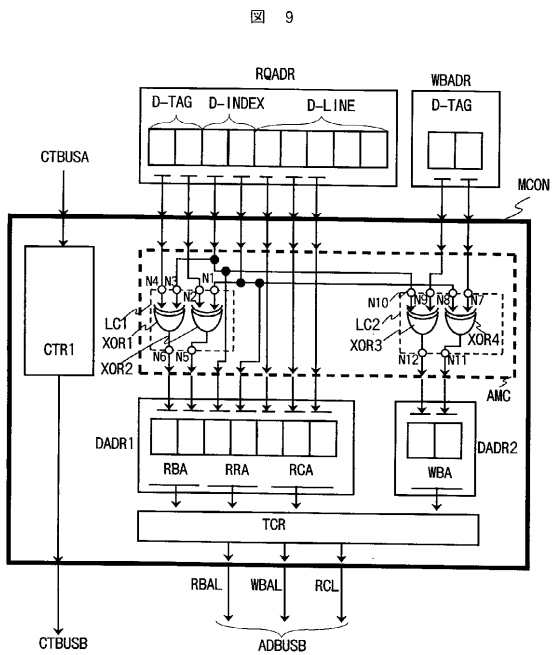 図 9
RQADR
WBADR
D-TAG D-INDEX D-LINE
D-TAG
CTBUSA
MCON
N4 N3 N2 N1
N10 N9 N8 N7
LC1
XOR1
XOR2
LC2
XOR3
XOR4
CTR1
N6 N5
N12 N11
AMC
DADR1
RBA RRA RCA
WBA
DADR2
TCR
RBAL WBAL RCL
CTBUSB
ADBUSB